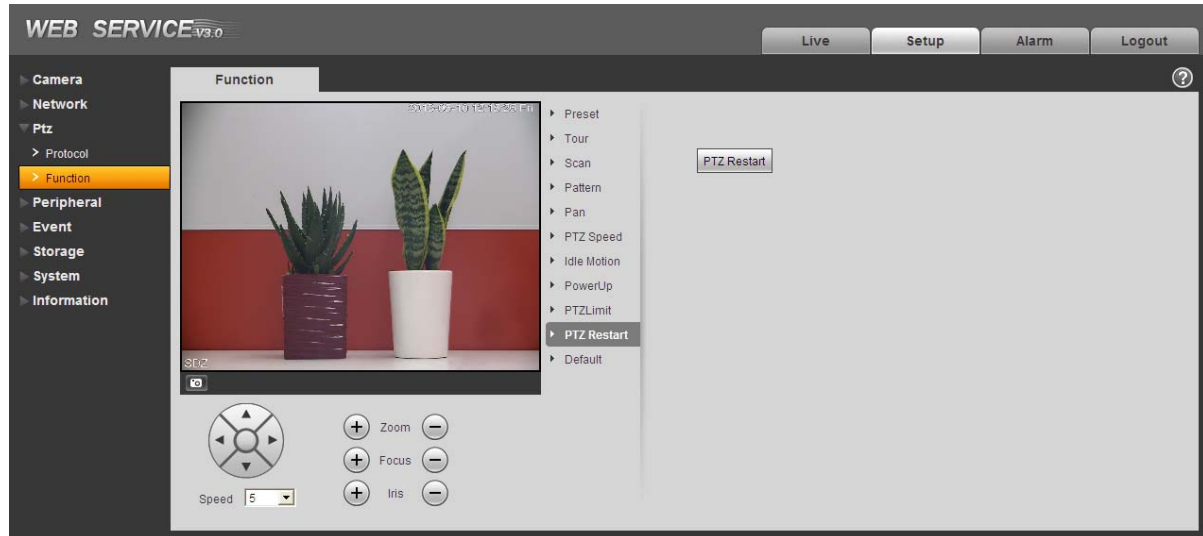 WEB SERVICE V3.0
Live
Setup
Alarm
Logout
Camera
Network
Ptz
> Protocol
> Function
Peripheral
Event
Storage
System
Information
Function
?
SDZ
Preset
Tour
Scan
Pattern
Pan
PTZ Speed
Idle Motion
PowerUp
PTZLimit
PTZ Restart
Default
PTZ Restart
+ Zoom −
+ Focus −
+ Iris −
Speed 5